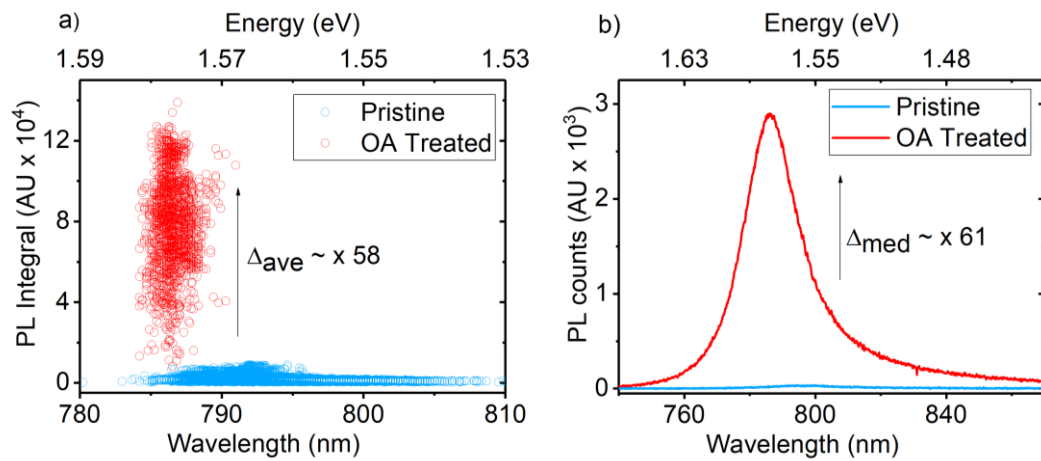 a)
Energy (eV)
1.59 1.57 1.55 1.53
Pristine
OA Treated
Δave ~ x 58
PL Integral (AU x 10⁴)
12
8
4
0
780 790 800 810
Wavelength (nm)
b)
Energy (eV)
1.63 1.55 1.48
Pristine
OA Treated
Δmed ~ x 61
PL counts (AU x 10³)
3
2
1
0
760 800 840
Wavelength (nm)